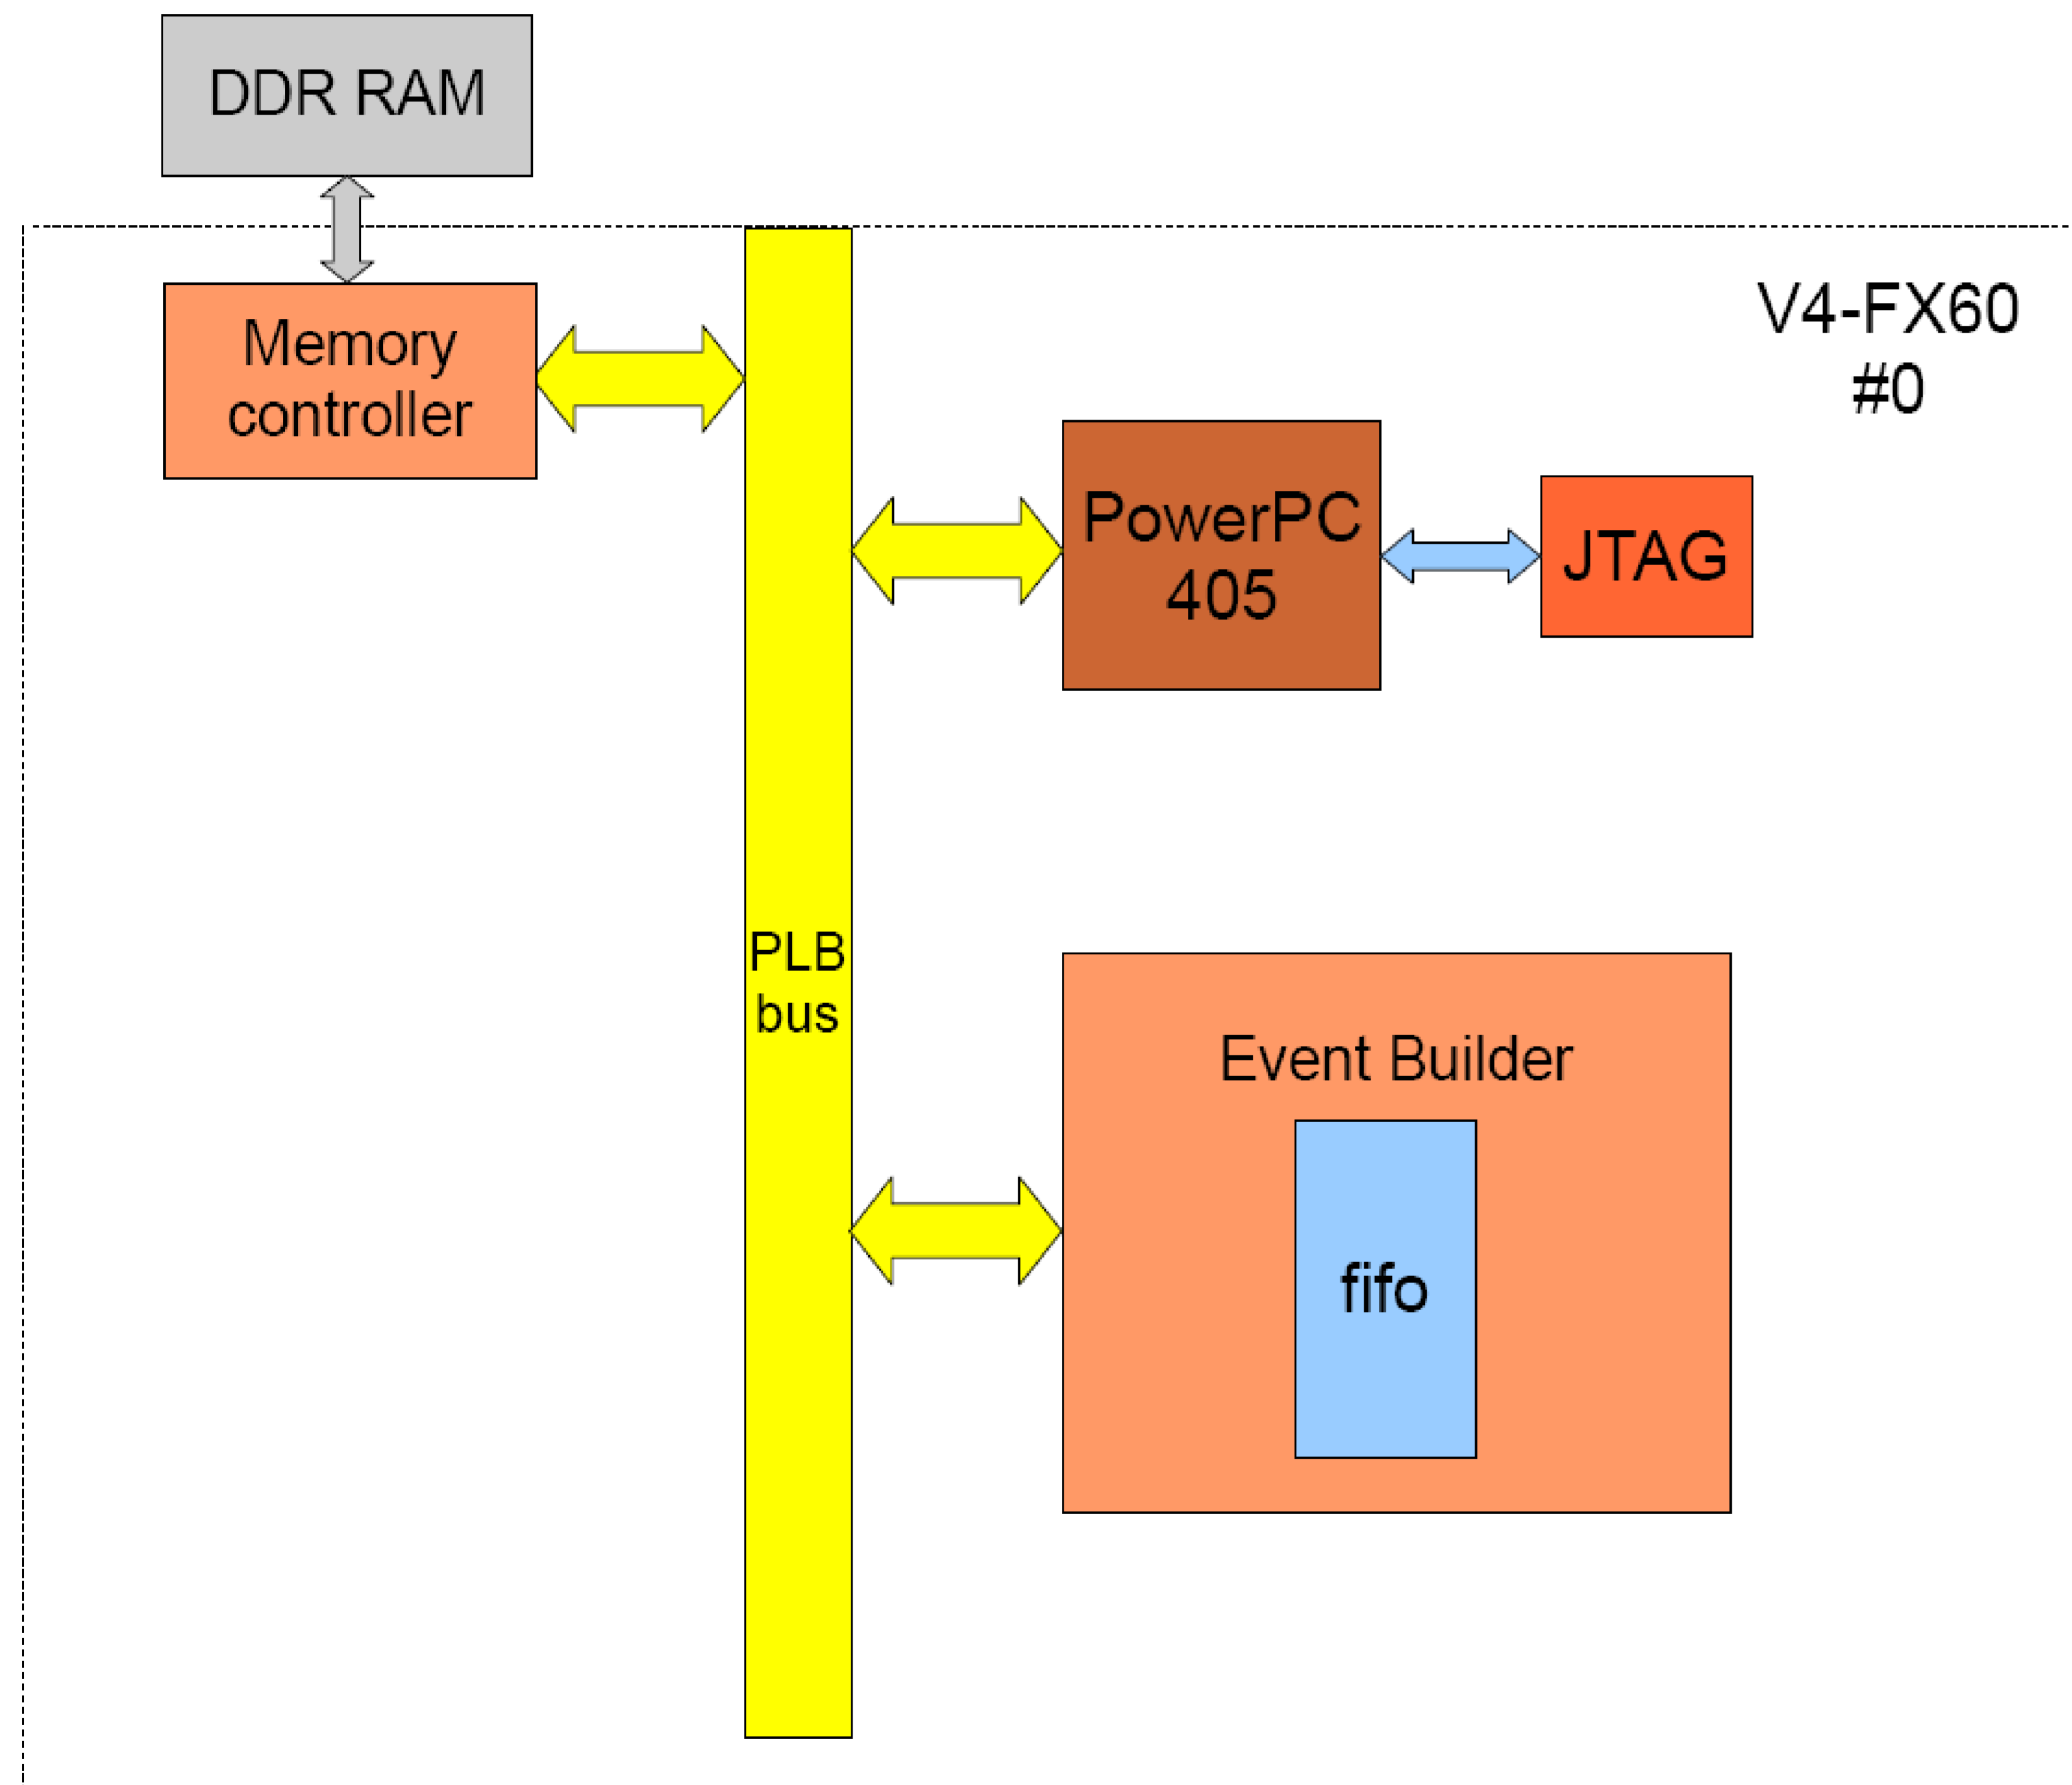 DDR RAM
Memory
controller
V4-FX60
#0
PowerPC
405
JTAG
PLB
bus
Event Builder
fifo